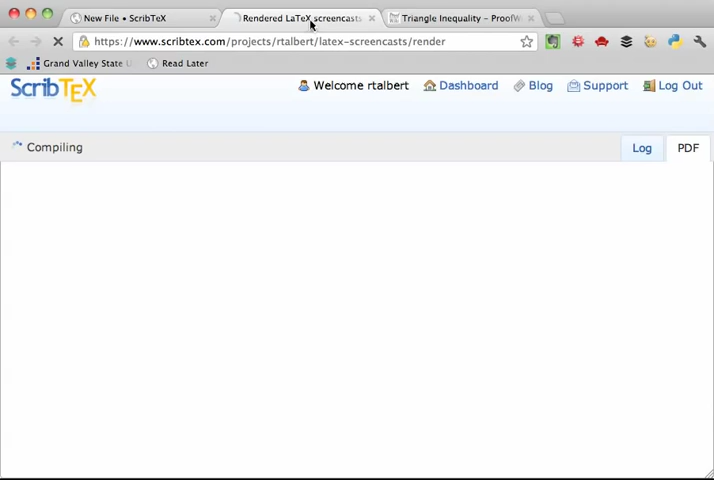 New File • ScribTeX
Rendered LaTeX screencasts
Triangle Inequality – ProofW
https://www.scribtex.com/projects/rtalbert/latex-screencasts/render
Grand Valley State U
Read Later
ScribTEX
Welcome rtalbert
Dashboard
Blog
Support
Log Out
Compiling
Log
PDF